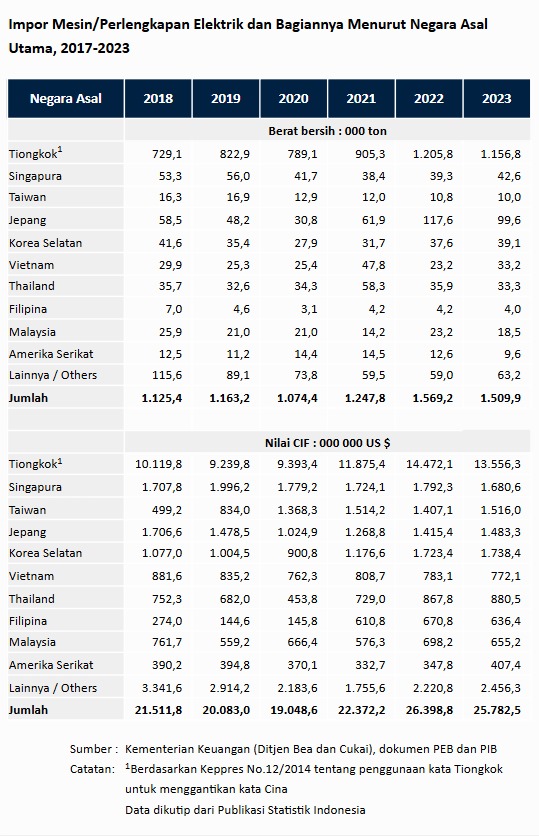 Impor Mesin/Perlengkapan Elektrik dan Bagiannya Menurut Negara Asal
Utama, 2017-2023
Negara Asal 2018 2019 2020 2021 2022 2023
Berat bersih : 000 ton
Tiongkok¹ 729,1 822,9 789,1 905,3 1.205,8 1.156,8
Singapura 53,3 56,0 41,7 38,4 39,3 42,6
Taiwan 16,3 16,9 12,9 12,0 10,8 10,0
Jepang 58,5 48,2 30,8 61,9 117,6 99,6
Korea Selatan 41,6 35,4 27,9 31,7 37,6 39,1
Vietnam 29,9 25,3 25,4 47,8 23,2 33,2
Thailand 35,7 32,6 34,3 58,3 35,9 33,3
Filipina 7,0 4,6 3,1 4,2 4,2 4,0
Malaysia 25,9 21,0 21,0 14,2 23,2 18,5
Amerika Serikat 12,5 11,2 14,4 14,5 12,6 9,6
Lainnya / Others 115,6 89,1 73,8 59,5 59,0 63,2
Jumlah 1.125,4 1.163,2 1.074,4 1.247,8 1.569,2 1.509,9
Nilai CIF : 000 000 US $
Tiongkok¹ 10.119,8 9.239,8 9.393,4 11.875,4 14.472,1 13.556,3
Singapura 1.707,8 1.996,2 1.779,2 1.724,1 1.792,3 1.680,6
Taiwan 499,2 834,0 1.368,3 1.514,2 1.407,1 1.516,0
Jepang 1.706,6 1.478,5 1.024,9 1.268,8 1.415,4 1.483,3
Korea Selatan 1.077,0 1.004,5 900,8 1.176,6 1.723,4 1.738,4
Vietnam 881,6 835,2 762,3 808,7 783,1 772,1
Thailand 752,3 682,0 453,8 729,0 867,8 880,5
Filipina 274,0 144,6 145,8 610,8 670,8 636,4
Malaysia 761,7 559,2 666,4 576,3 698,2 655,2
Amerika Serikat 390,2 394,8 370,1 332,7 347,8 407,4
Lainnya / Others 3.341,6 2.914,2 2.183,6 1.755,6 2.220,8 2.456,3
Jumlah 21.511,8 20.083,0 19.048,6 22.372,2 26.398,8 25.782,5
Sumber : Kementerian Keuangan (Ditjen Bea dan Cukai), dokumen PEB dan PIB
Catatan: ¹Berdasarkan Keppres No.12/2014 tentang penggunaan kata Tiongkok
untuk menggantikan kata Cina
Data dikutip dari Publikasi Statistik Indonesia